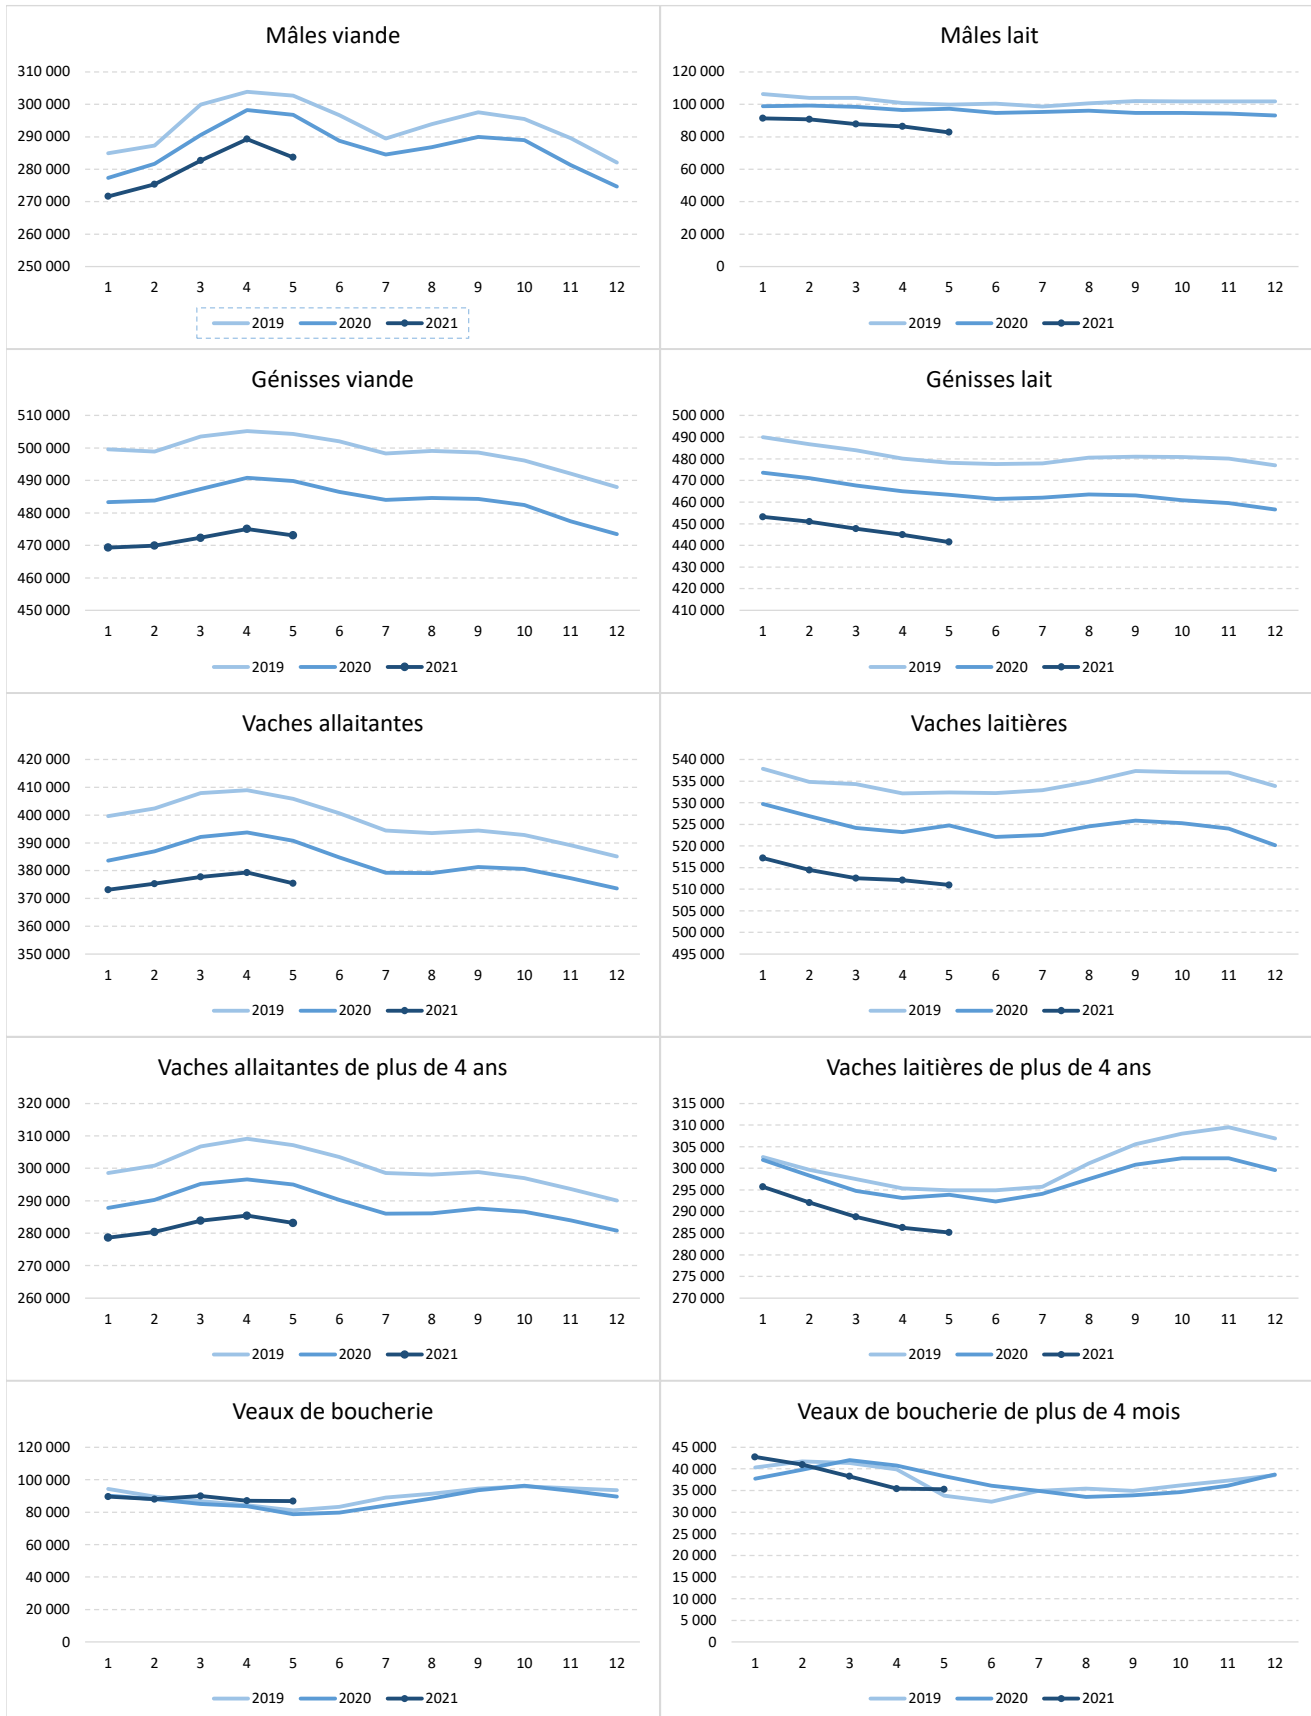 Mâles viande
310 000
300 000
290 000
280 000
270 000
260 000
250 000
1 2 3 4 5 6 7 8 9 10 11 12
2019 2020 2021
Mâles lait
120 000
100 000
80 000
60 000
40 000
20 000
0
1 2 3 4 5 6 7 8 9 10 11 12
2019 2020 2021
Génisses viande
510 000
500 000
490 000
480 000
470 000
460 000
450 000
1 2 3 4 5 6 7 8 9 10 11 12
2019 2020 2021
Génisses lait
500 000
490 000
480 000
470 000
460 000
450 000
440 000
430 000
420 000
410 000
1 2 3 4 5 6 7 8 9 10 11 12
2019 2020 2021
Vaches allaitantes
420 000
410 000
400 000
390 000
380 000
370 000
360 000
350 000
1 2 3 4 5 6 7 8 9 10 11 12
2019 2020 2021
Vaches laitières
540 000
535 000
530 000
525 000
520 000
515 000
510 000
505 000
500 000
495 000
1 2 3 4 5 6 7 8 9 10 11 12
2019 2020 2021
Vaches allaitantes de plus de 4 ans
320 000
310 000
300 000
290 000
280 000
270 000
260 000
1 2 3 4 5 6 7 8 9 10 11 12
2019 2020 2021
Vaches laitières de plus de 4 ans
315 000
310 000
305 000
300 000
295 000
290 000
285 000
280 000
275 000
270 000
1 2 3 4 5 6 7 8 9 10 11 12
2019 2020 2021
Veaux de boucherie
120 000
100 000
80 000
60 000
40 000
20 000
0
1 2 3 4 5 6 7 8 9 10 11 12
2019 2020 2021
Veaux de boucherie de plus de 4 mois
45 000
40 000
35 000
30 000
25 000
20 000
15 000
10 000
5 000
0
1 2 3 4 5 6 7 8 9 10 11 12
2019 2020 2021